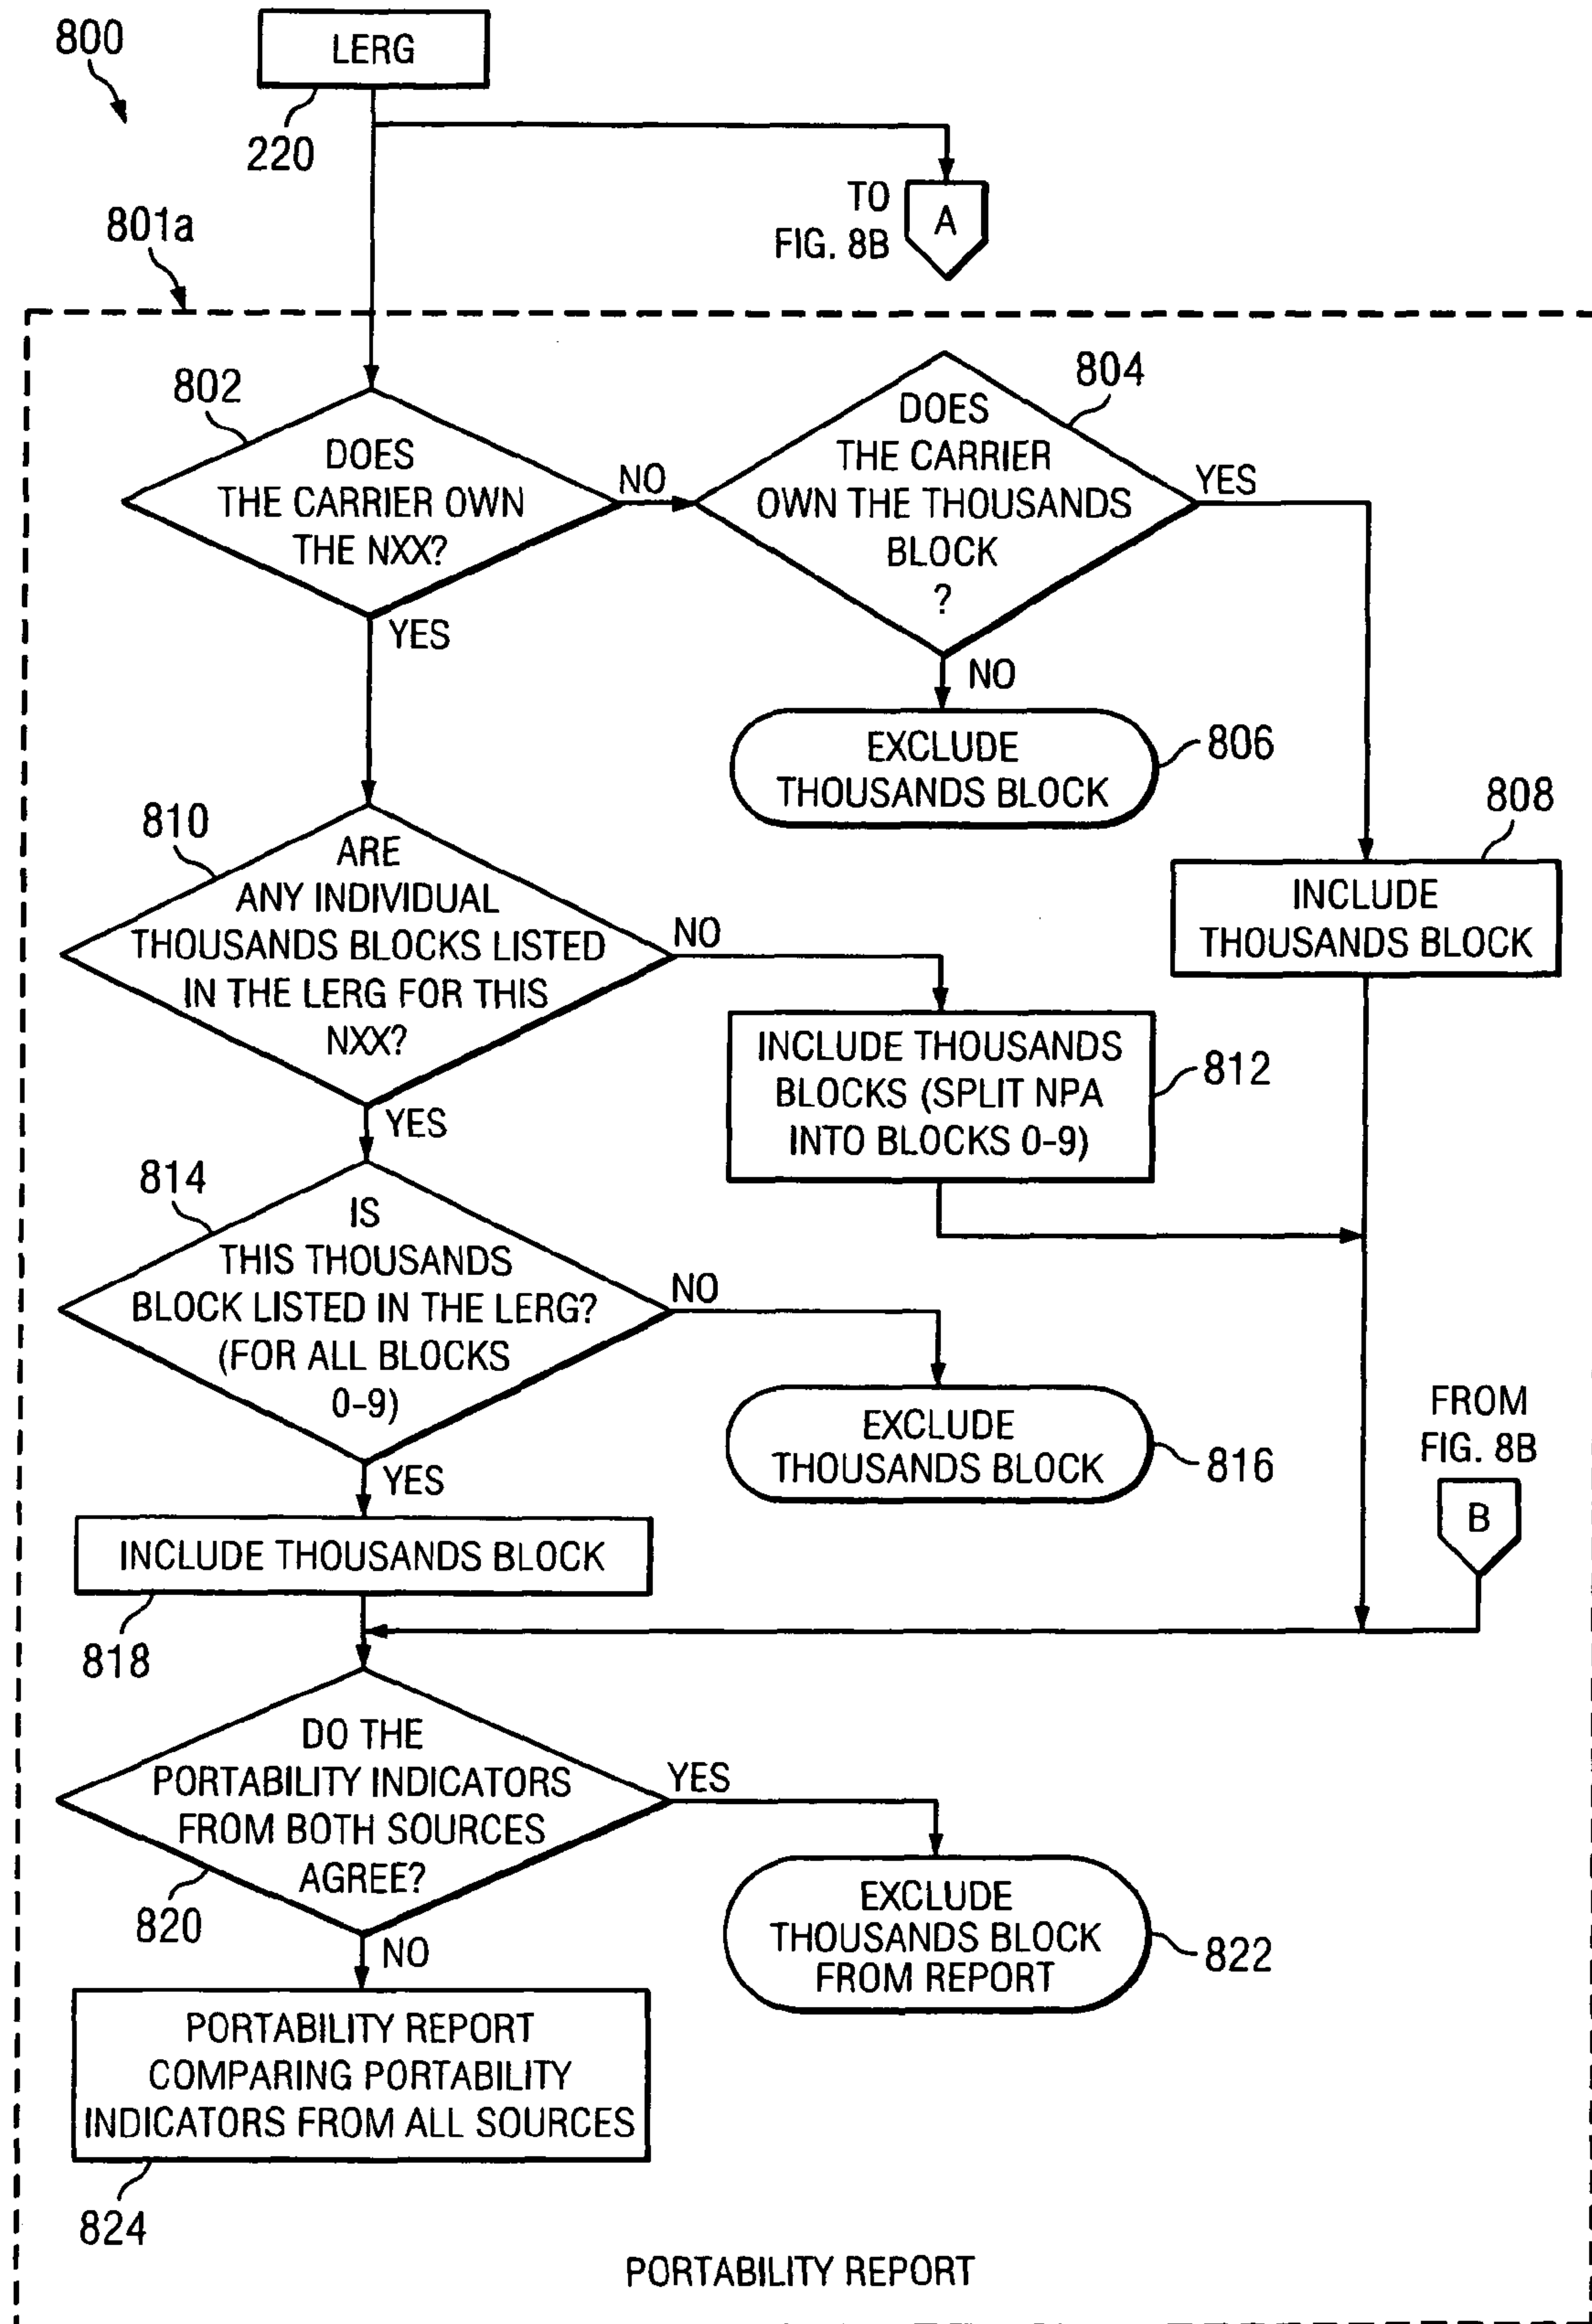 800
LERG
220
TO
FIG. 8B
A
801a
802
DOES
THE CARRIER OWN
THE NXX?
NO
YES
804
DOES
THE CARRIER
OWN THE THOUSANDS
BLOCK
?
YES
NO
EXCLUDE
THOUSANDS BLOCK
806
808
INCLUDE
THOUSANDS BLOCK
810
ARE
ANY INDIVIDUAL
THOUSANDS BLOCKS LISTED
IN THE LERG FOR THIS
NXX?
NO
YES
INCLUDE THOUSANDS
BLOCKS (SPLIT NPA
INTO BLOCKS 0-9)
812
814
IS
THIS THOUSANDS
BLOCK LISTED IN THE LERG?
(FOR ALL BLOCKS
0-9)
NO
YES
EXCLUDE
THOUSANDS BLOCK
816
FROM
FIG. 8B
B
INCLUDE THOUSANDS BLOCK
818
DO THE
PORTABILITY INDICATORS
FROM BOTH SOURCES
AGREE?
820
YES
NO
EXCLUDE
THOUSANDS BLOCK
FROM REPORT
822
PORTABILITY REPORT
COMPARING PORTABILITY
INDICATORS FROM ALL SOURCES
824
PORTABILITY REPORT